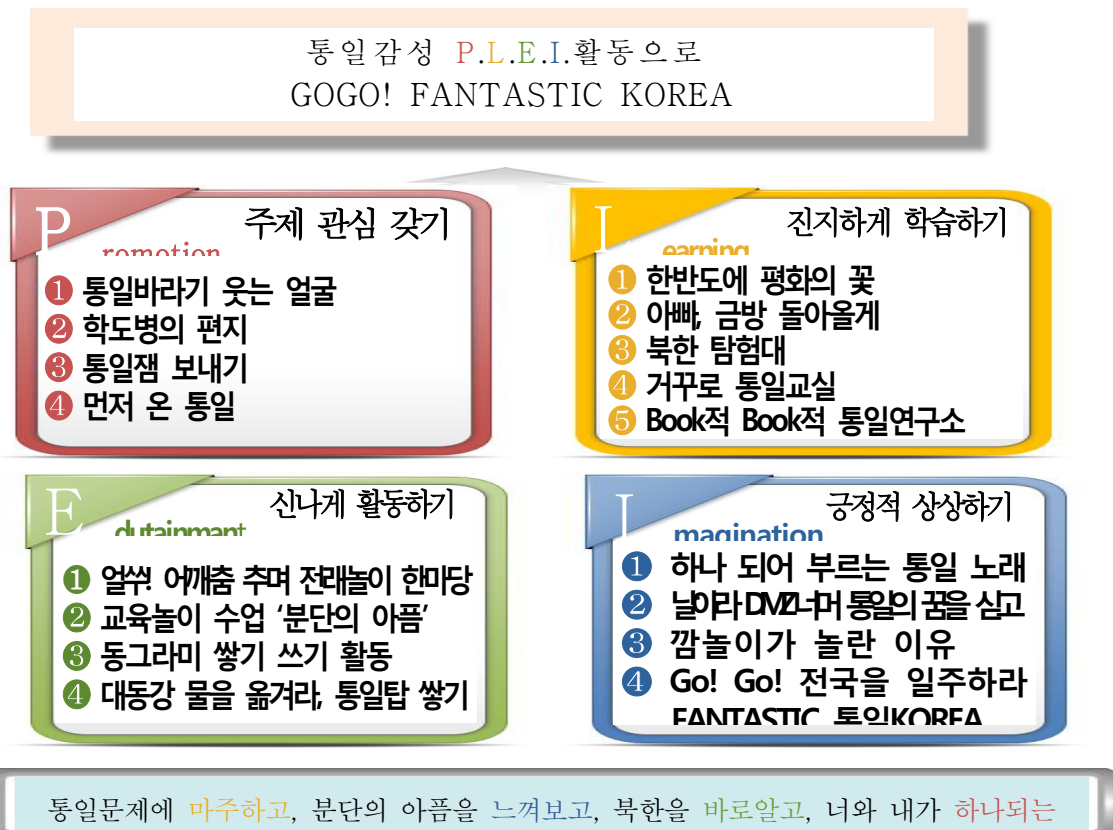 통일감성 P.L.E.I.활동으로
GOGO! FANTASTIC KOREA
P
romotion
주제 관심 갖기
❶ 통일바라기 웃는 얼굴
❷ 학도병의 편지
❸ 통일잼 보내기
❹ 먼저 온 통일
L
earning
진지하게 학습하기
❶ 한반도에 평화의 꽃
❷ 아빠, 금방 돌아올게
❸ 북한 탐험대
❹ 거꾸로 통일교실
❺ Book적 Book적 통일연구소
E
dutainmant
신나게 활동하기
❶ 얼쑤! 어깨춤 추며 전래놀이 한마당
❷ 교육놀이 수업 ‘분단의 아픔’
❸ 동그라미 쌓기 쓰기 활동
❹ 대동강 물을 옮겨라, 통일탑 쌓기
I
magination
긍정적 상상하기
❶ 하나 되어 부르는 통일 노래
❷ 날아라 DMZ너머 통일의 꿈을 싣고
❸ 깜놀이가 놀란 이유
❹ Go! Go! 전국을 일주하라
FANTASTIC 통일KOREA
통일문제에 마주하고, 분단의 아픔을 느껴보고, 북한을 바로알고, 너와 내가 하나되는